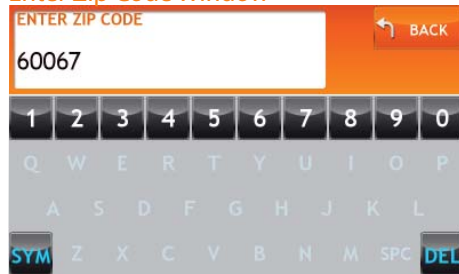 ENTER ZIP CODE
BACK
60067
1 2 3 4 5 6 7 8 9 0
Q W E R T Y U I O P
A S D F G H J K L
SYM Z X C V B N M SPC DEL